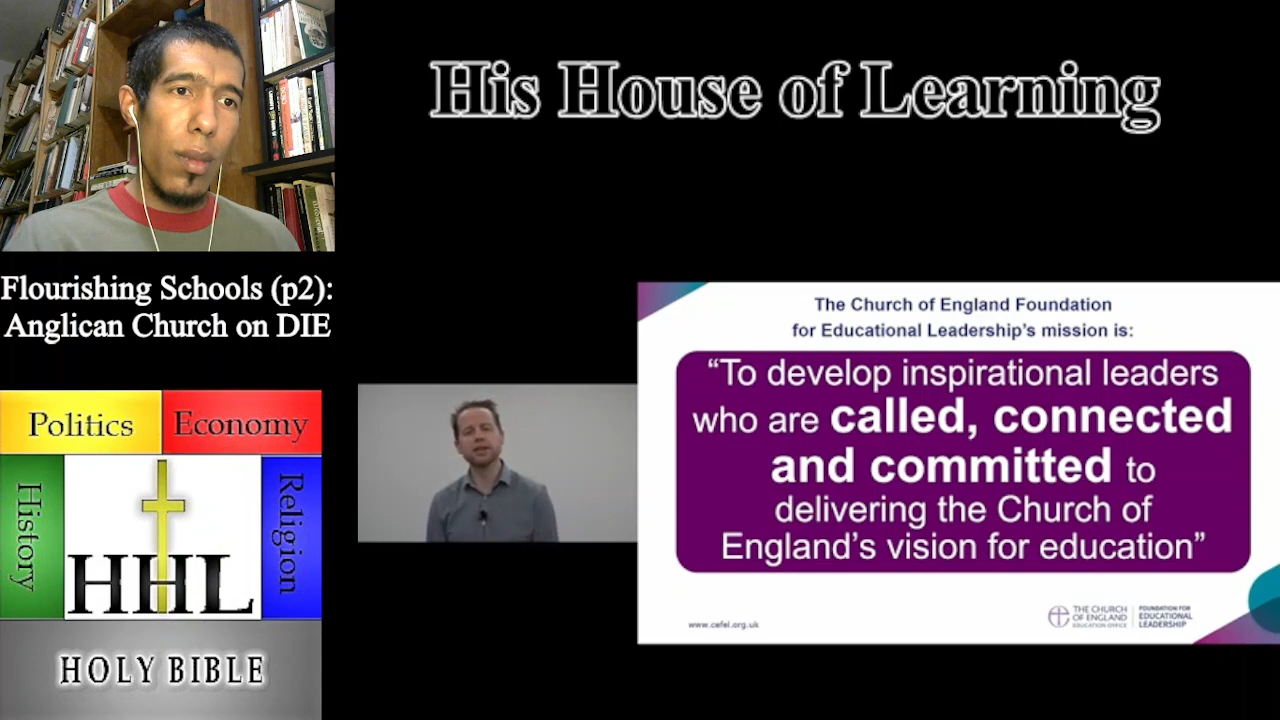 His House of Learning
Flourishing Schools (p2):
Anglican Church on DIE
Politics
Economy
History
Religion
HHL
HOLY BIBLE
The Church of England Foundation
for Educational Leadership's mission is:
“To develop inspirational leaders
who are called, connected
and committed to
delivering the Church of
England's vision for education”
www.cefel.org.uk
THE CHURCH
OF ENGLAND
EDUCATION OFFICE
FOUNDATION FOR
EDUCATIONAL
LEADERSHIP